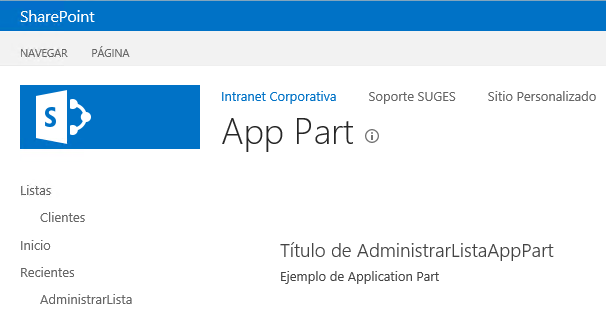 SharePoint
NAVEGAR PÁGINA
S
Intranet Corporativa Soporte SUGES Sitio Personalizado
App Part
Listas
Clientes
Inicio
Recientes
AdministrarLista
Título de AdministrarListaAppPart
Ejemplo de Application Part